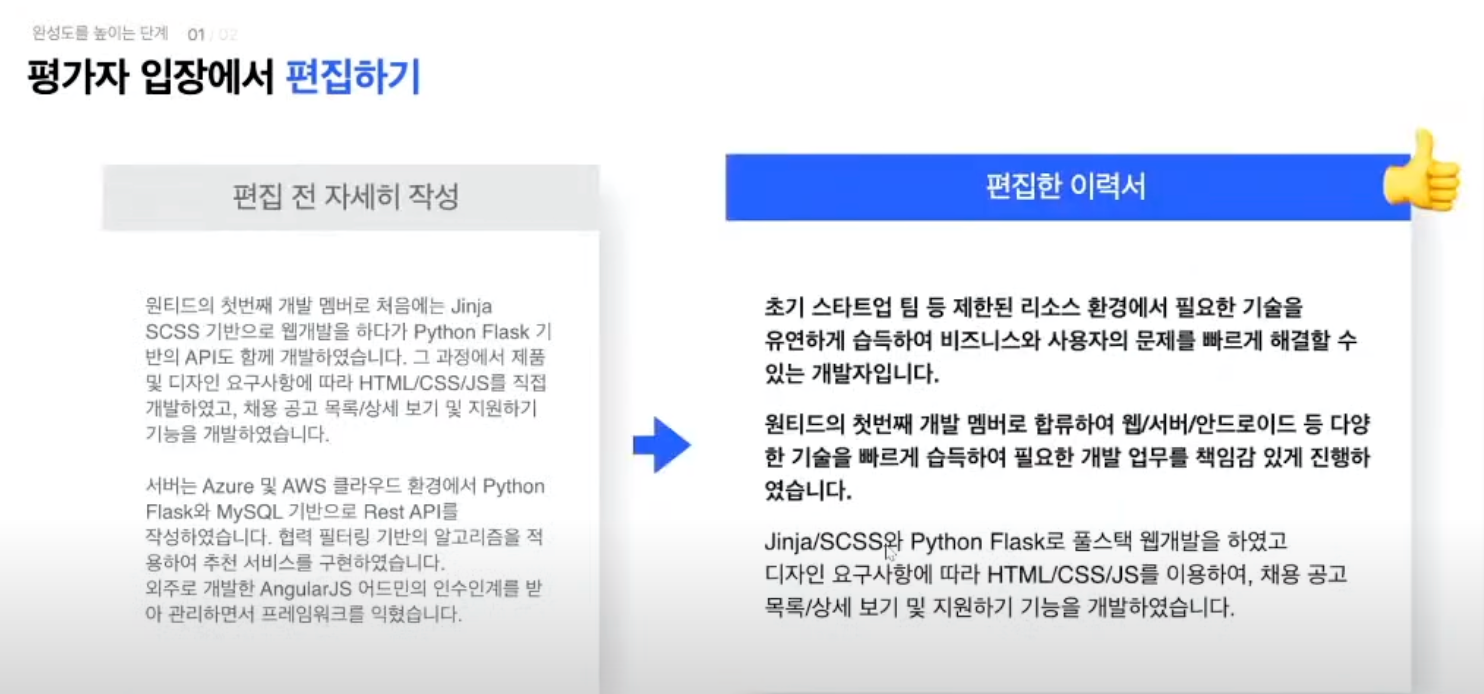 완성도를 높이는 단계 01 / 02
평가자 입장에서 편집하기
편집 전 자세히 작성
원티드의 첫번째 개발 멤버로 처음에는 Jinja
SCSS 기반으로 웹개발을 하다가 Python Flask 기
반의 API도 함께 개발하였습니다. 그 과정에서 제품
및 디자인 요구사항에 따라 HTML/CSS/JS를 직접
개발하였고, 채용 공고 목록/상세 보기 및 지원하기
기능을 개발하였습니다.
서버는 Azure 및 AWS 클라우드 환경에서 Python
Flask와 MySQL 기반으로 Rest API를
작성하였습니다. 협력 필터링 기반의 알고리즘을 적
용하여 추천 서비스를 구현하였습니다.
외주로 개발한 AngularJS 어드민의 인수인계를 받
아 관리하면서 프레임워크를 익혔습니다.
편집한 이력서
초기 스타트업 팀 등 제한된 리소스 환경에서 필요한 기술을
유연하게 습득하여 비즈니스와 사용자의 문제를 빠르게 해결할 수
있는 개발자입니다.
원티드의 첫번째 개발 멤버로 합류하여 웹/서버/안드로이드 등 다양
한 기술을 빠르게 습득하여 필요한 개발 업무를 책임감 있게 진행하
였습니다.
Jinja/SCSS와 Python Flask로 풀스택 웹개발을 하였고
디자인 요구사항에 따라 HTML/CSS/JS를 이용하여, 채용 공고
목록/상세 보기 및 지원하기 기능을 개발하였습니다.